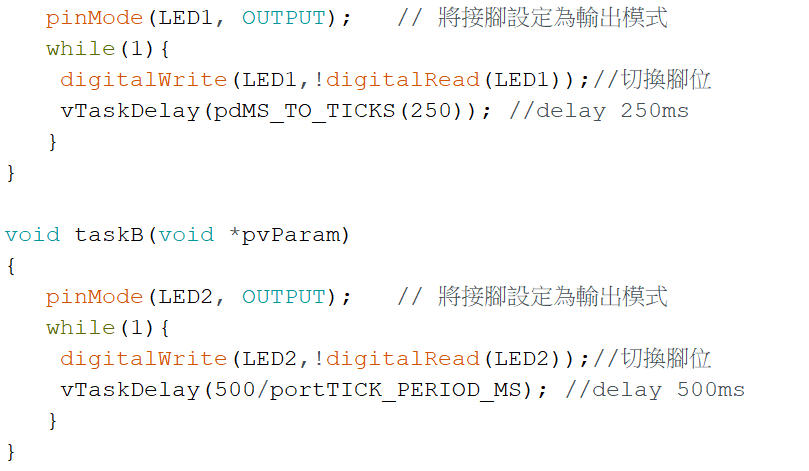 pinMode(LED1, OUTPUT);   // 將接腳設定為輸出模式
while(1){
digitalWrite(LED1,!digitalRead(LED1));//切換腳位
vTaskDelay(pdMS_TO_TICKS(250)); //delay 250ms
}
}
void taskB(void *pvParam)
{
pinMode(LED2, OUTPUT);   // 將接腳設定為輸出模式
while(1){
digitalWrite(LED2,!digitalRead(LED2));//切換腳位
vTaskDelay(500/portTICK_PERIOD_MS); //delay 500ms
}
}